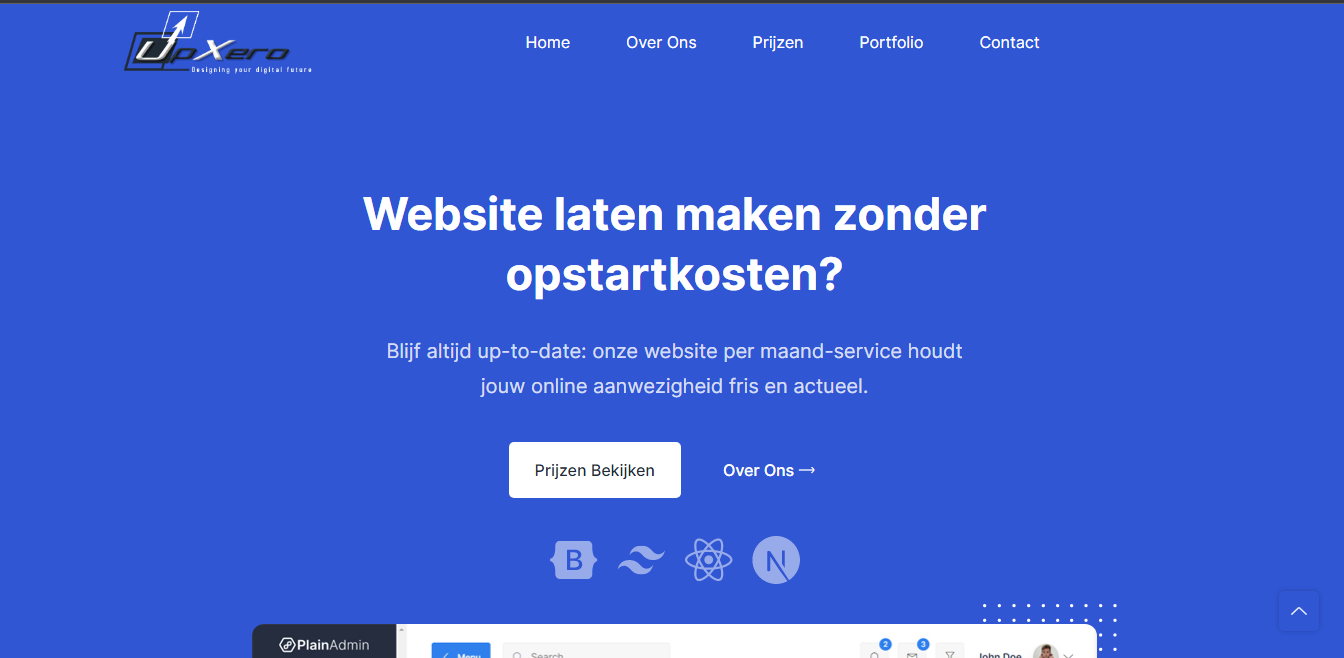 UpXero
Designing your digital future
Home Over Ons Prijzen Portfolio Contact
Website laten maken zonder
opstartkosten?
Blijf altijd up-to-date: onze website per maand-service houdt
jouw online aanwezigheid fris en actueel.
Prijzen Bekijken Over Ons →
B N
PlainAdmin Menu Search 2 3 John Doe